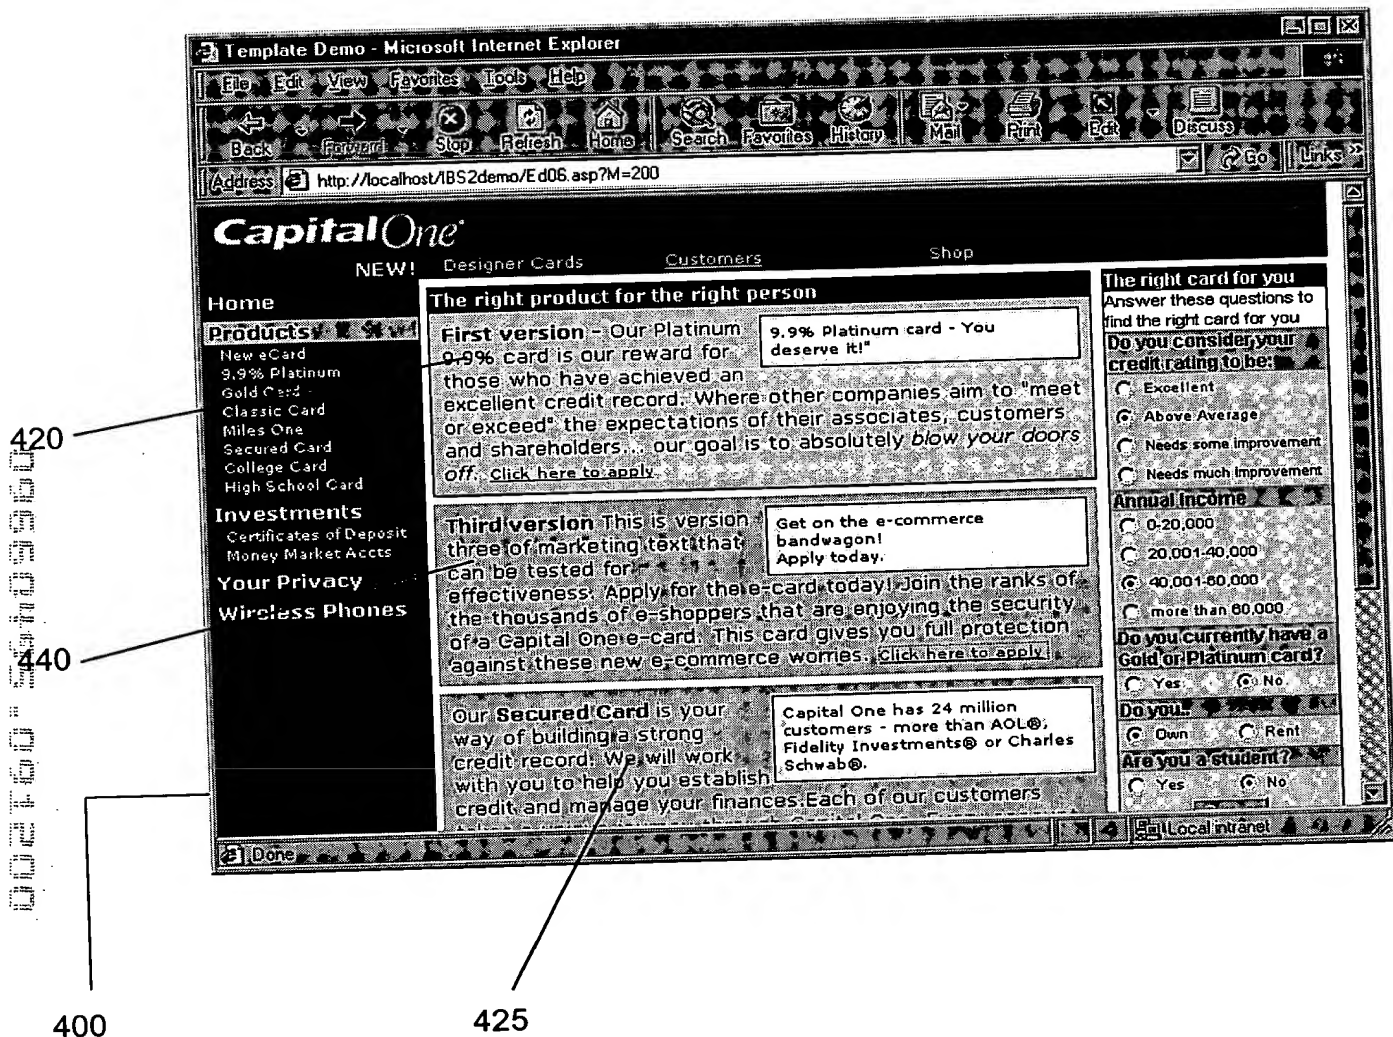 Template Demo - Microsoft Internet Explorer
File Edit View Favorites Tools Help
Back Forward Stop Refresh Home Search Favorites History Mail Print Edit Discuss
Address http://localhost/IBS2demo/Ed06.asp?M=200 Go Links »
CapitalOne
NEW! Designer Cards Customers Shop
Home
Products
New eCard
9.9% Platinum
Gold Card
Classic Card
Miles One
Secured Card
College Card
High School Card
Investments
Certificates of Deposit
Money Market Accts
Your Privacy
Wireless Phones
The right product for the right person
First version - Our Platinum
9.9% card is our reward for
those who have achieved an
excellent credit record. Where other companies aim to "meet
or exceed" the expectations of their associates, customers
and shareholders... our goal is to absolutely blow your doors
off. Click here to apply
9.9% Platinum card - You
deserve it!"
Third version This is version
three of marketing text that
can be tested for
effectiveness. Apply for the e-card today! Join the ranks of
the thousands of e-shoppers that are enjoying the security
of a Capital One e-card. This card gives you full protection
against these new e-commerce worries. Click here to apply
Get on the e-commerce
bandwagon!
Apply today.
Our Secured Card is your
way of building a strong
credit record. We will work
with you to help you establish
credit and manage your finances. Each of our customers
Capital One has 24 million
customers - more than AOL®,
Fidelity Investments® or Charles
Schwab®.
The right card for you
Answer these questions to
find the right card for you
Do you consider your
credit rating to be:
Excellent
Above Average
Needs some improvement
Needs much improvement
Annual Income
0-20,000
20,001-40,000
40,001-60,000
more than 60,000
Do you currently have a
Gold or Platinum card?
Yes No
Do you..
Own Rent
Are you a student?
Yes No
Done Local intranet
420
440
400
425